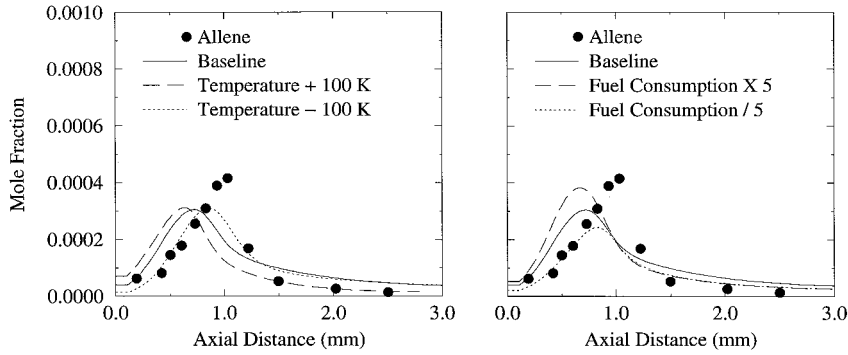 0.0010
0.0008
0.0006
0.0004
0.0002
0.0000
Mole Fraction
Allene
Baseline
Temperature + 100 K
Temperature − 100 K
0.0
1.0
2.0
3.0
Axial Distance (mm)
Allene
Baseline
Fuel Consumption X 5
Fuel Consumption / 5
0.0
1.0
2.0
3.0
Axial Distance (mm)